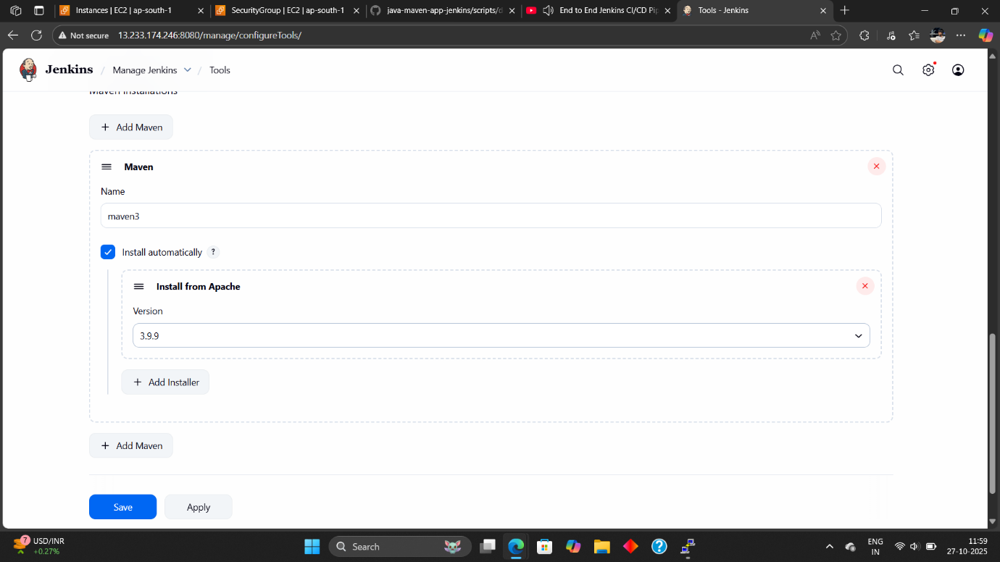 Instances | EC2 | ap-south-1
SecurityGroup | EC2 | ap-south-1
java-maven-app-jenkins/scripts/d
End to End Jenkins CI/CD Pip
Tools - Jenkins
Not secure
13.233.174.246:8080/manage/configureTools/
Jenkins / Manage Jenkins / Tools
Maven installations
+ Add Maven
Maven
Name
maven3
Install automatically ?
Install from Apache
Version
3.9.9
+ Add Installer
+ Add Maven
Save
Apply
7
USD/INR
+0.27%
Search
ENG
IN
11:59
27-10-2025